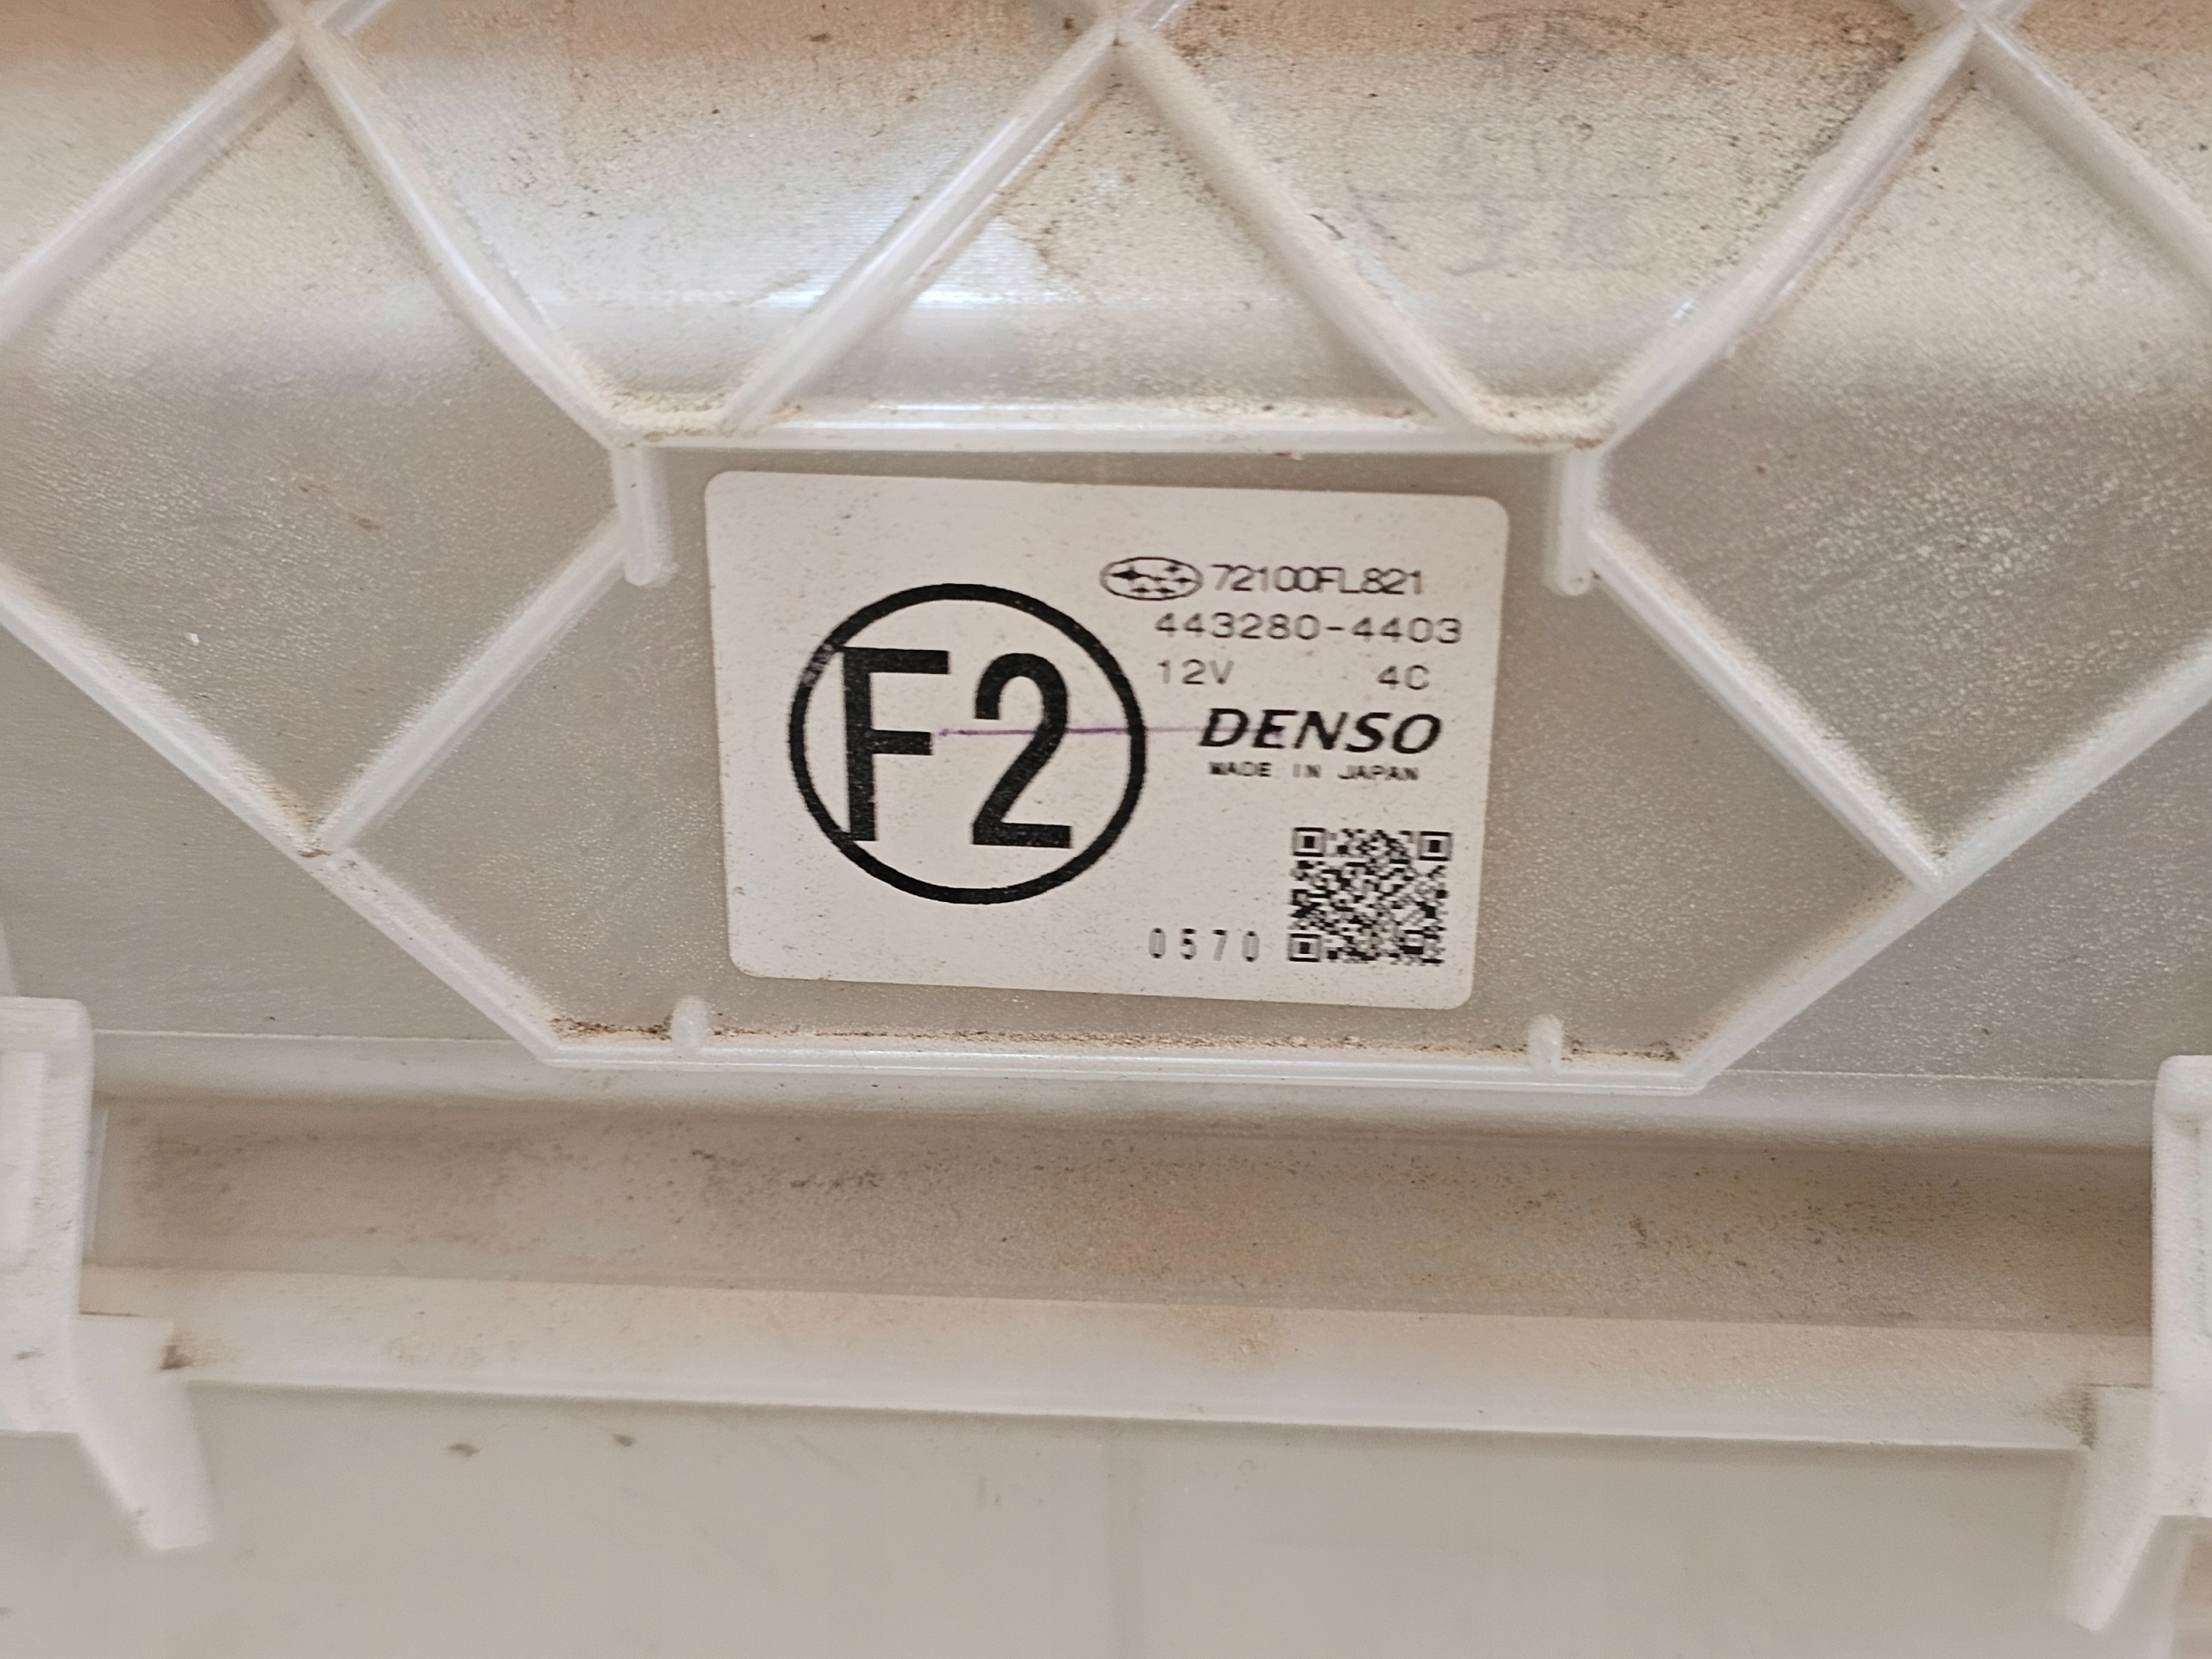 72100FL821
443280-4403
12V 4C
F2
DENSO
MADE IN JAPAN
0570